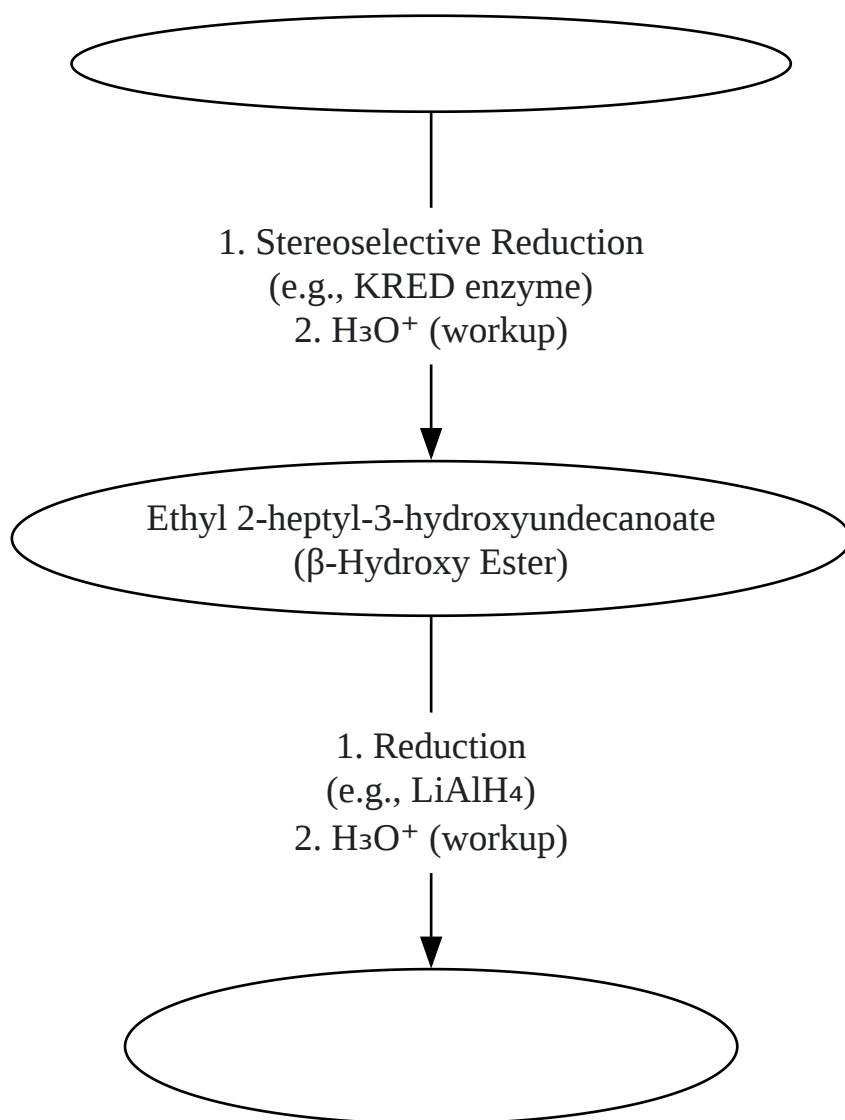 1. Stereoselective Reduction
(e.g., KRED enzyme)
2. H₃O⁺ (workup)
Ethyl 2-heptyl-3-hydroxyundecanoate
(β-Hydroxy Ester)
1. Reduction
(e.g., LiAlH₄)
2. H₃O⁺ (workup)